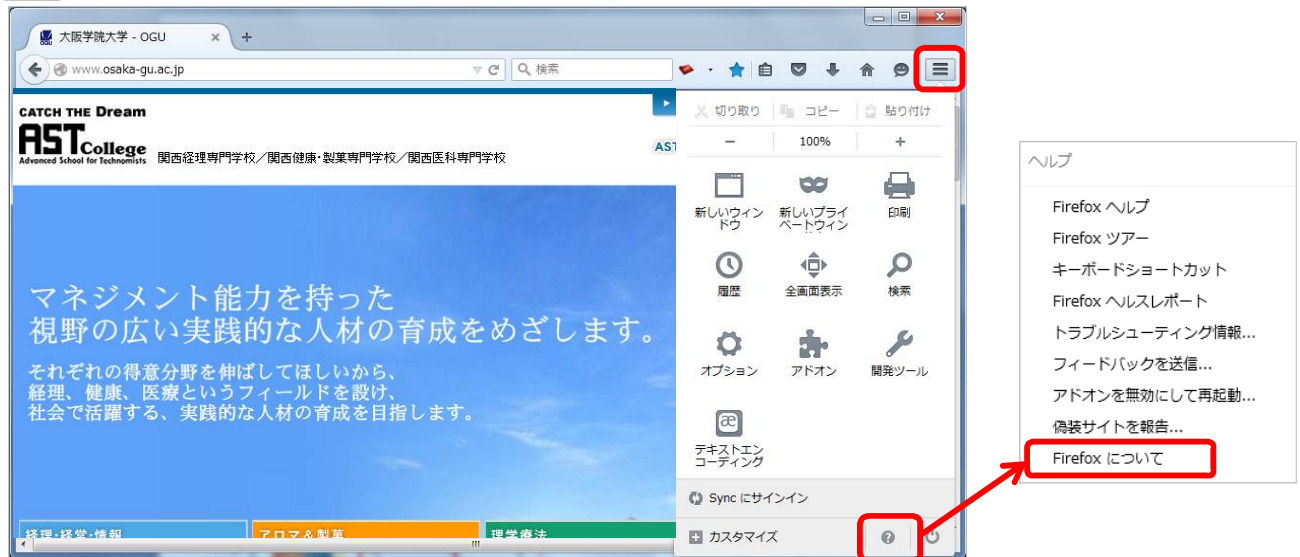 大阪学院大学 - OGU
www.osaka-gu.ac.jp
検索
CATCH THE Dream
AST College
Advanced School for Technomists
関西経理専門学校／関西健康・製菓専門学校／関西医科専門学校
AST
マネジメント能力を持った
視野の広い実践的な人材の育成をめざします。
それぞれの得意分野を伸ばしてほしいから、
経理、健康、医療というフィールドを設け、
社会で活躍する、実践的な人材の育成を目指します。
経理・経営・情報
アロマ&製菓
理学療法
切り取り
コピー
貼り付け
100%
新しいウィン
ドウ
新しいプライ
ベートウィン
印刷
履歴
全画面表示
検索
オプション
アドオン
開発ツール
テキストエン
コーディング
Sync にサインイン
カスタマイズ
ヘルプ
Firefox ヘルプ
Firefox ツアー
キーボードショートカット
Firefox ヘルスレポート
トラブルシューティング情報...
フィードバックを送信...
アドオンを無効にして再起動...
偽装サイトを報告...
Firefox について